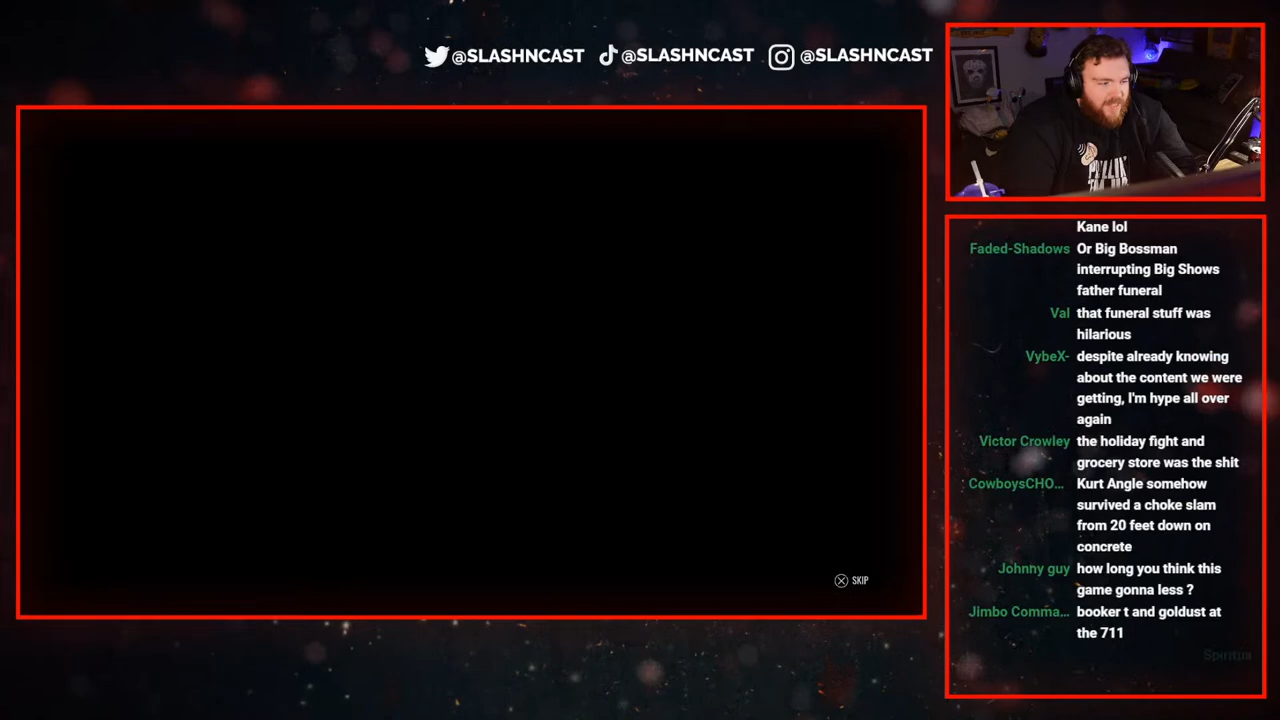 @SLASHNCAST @SLASHNCAST @SLASHNCAST
PULLIN'
Kane lol
Faded-Shadows Or Big Bossman
interrupting Big Shows
father funeral
Val that funeral stuff was
hilarious
VybeX- despite already knowing
about the content we were
getting, I'm hype all over
again
Victor Crowley the holiday fight and
grocery store was the shit
CowboysCHO... Kurt Angle somehow
survived a choke slam
from 20 feet down on
concrete
Johnny guy how long you think this
game gonna less ?
Jimbo Comma... booker t and goldust at
the 711
Spiritua
SKIP